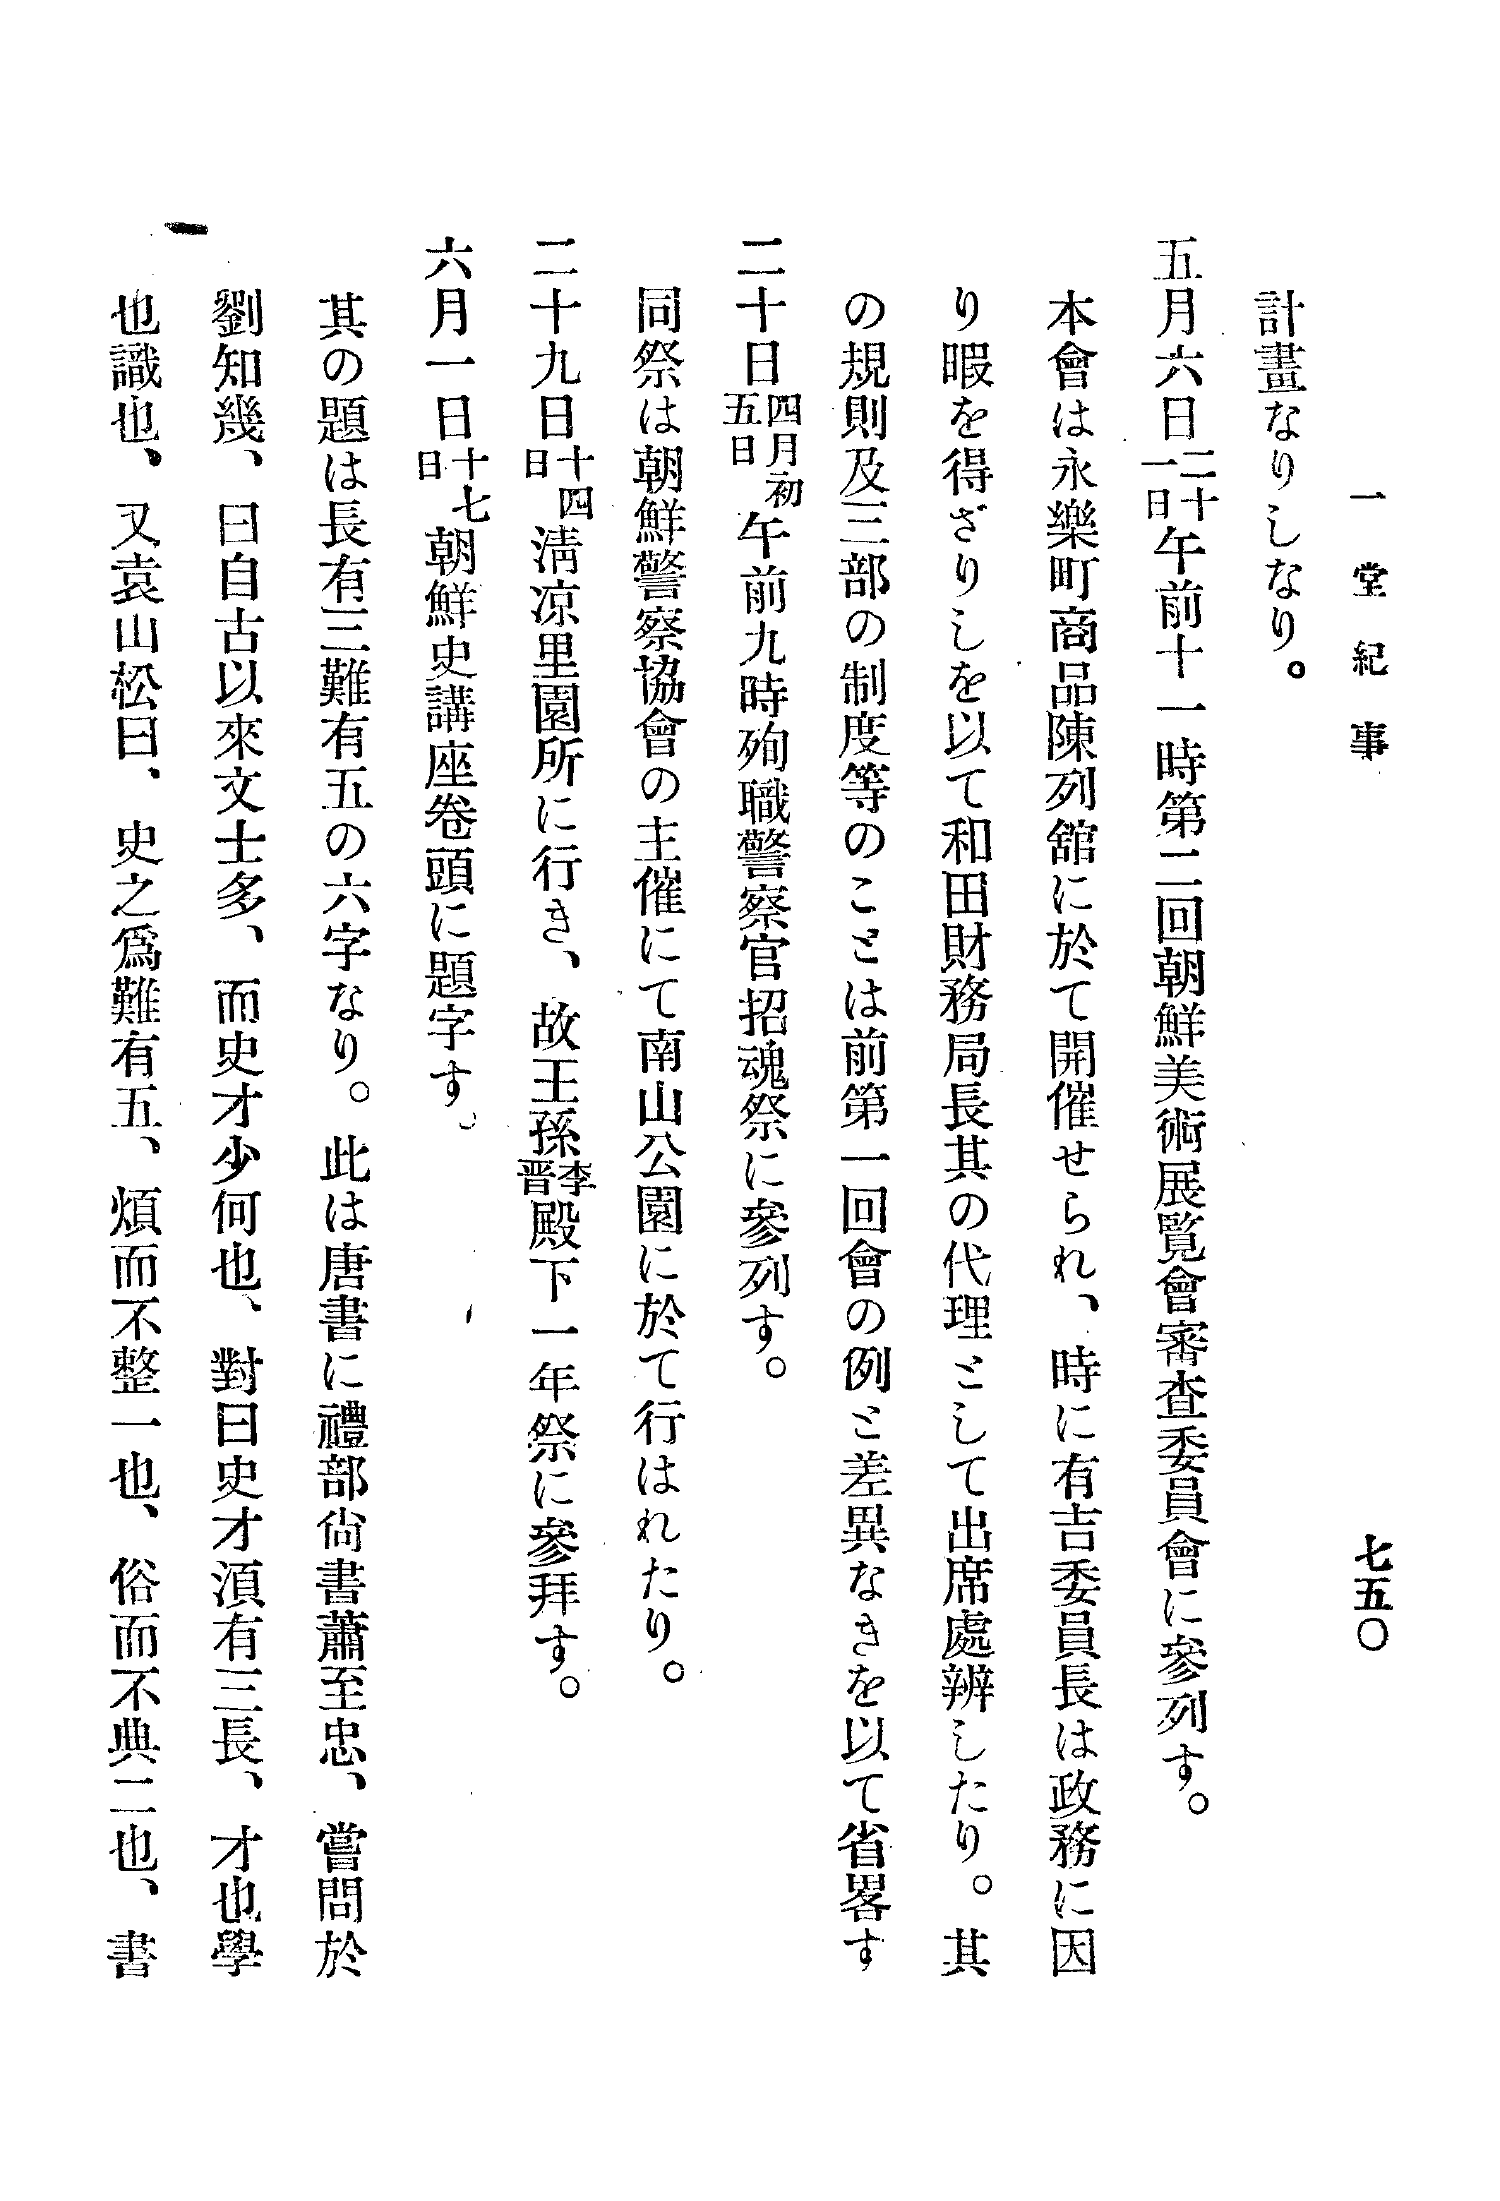 一堂紀事
七五〇
計畫なりしなり。
五月六日二十一日午前十一時第二回朝鮮美術展覧會審査委員會に參列す。
本會は永樂町商品陳列舘に於て開催せられ、時に有吉委員長は政務に因
り暇を得ざりしを以て和田財務局長其の代理として出席處辨したり。其
の規則及三部の制度等のことは前第一回會の例と差異なきを以て省畧す
二十日四月初五日午前九時殉職警察官招魂祭に參列す。
同祭は朝鮮警察協會の主催にて南山公園に於て行はれたり。
二十九日十四日淸凉里園所に行き、故王孫李晋殿下一年祭に參拜す。
六月一日十七日朝鮮史講座卷頭に題字す。
其の題は長有三難有五の六字なり。此は唐書に禮部尙書蕭至忠、嘗問於
劉知幾、曰自古以來文士多、而史才少何也、對曰史才湏有三長、才也學
也識也、又袁山松曰、史之爲難有五、煩而不整一也、俗而不典二也、書